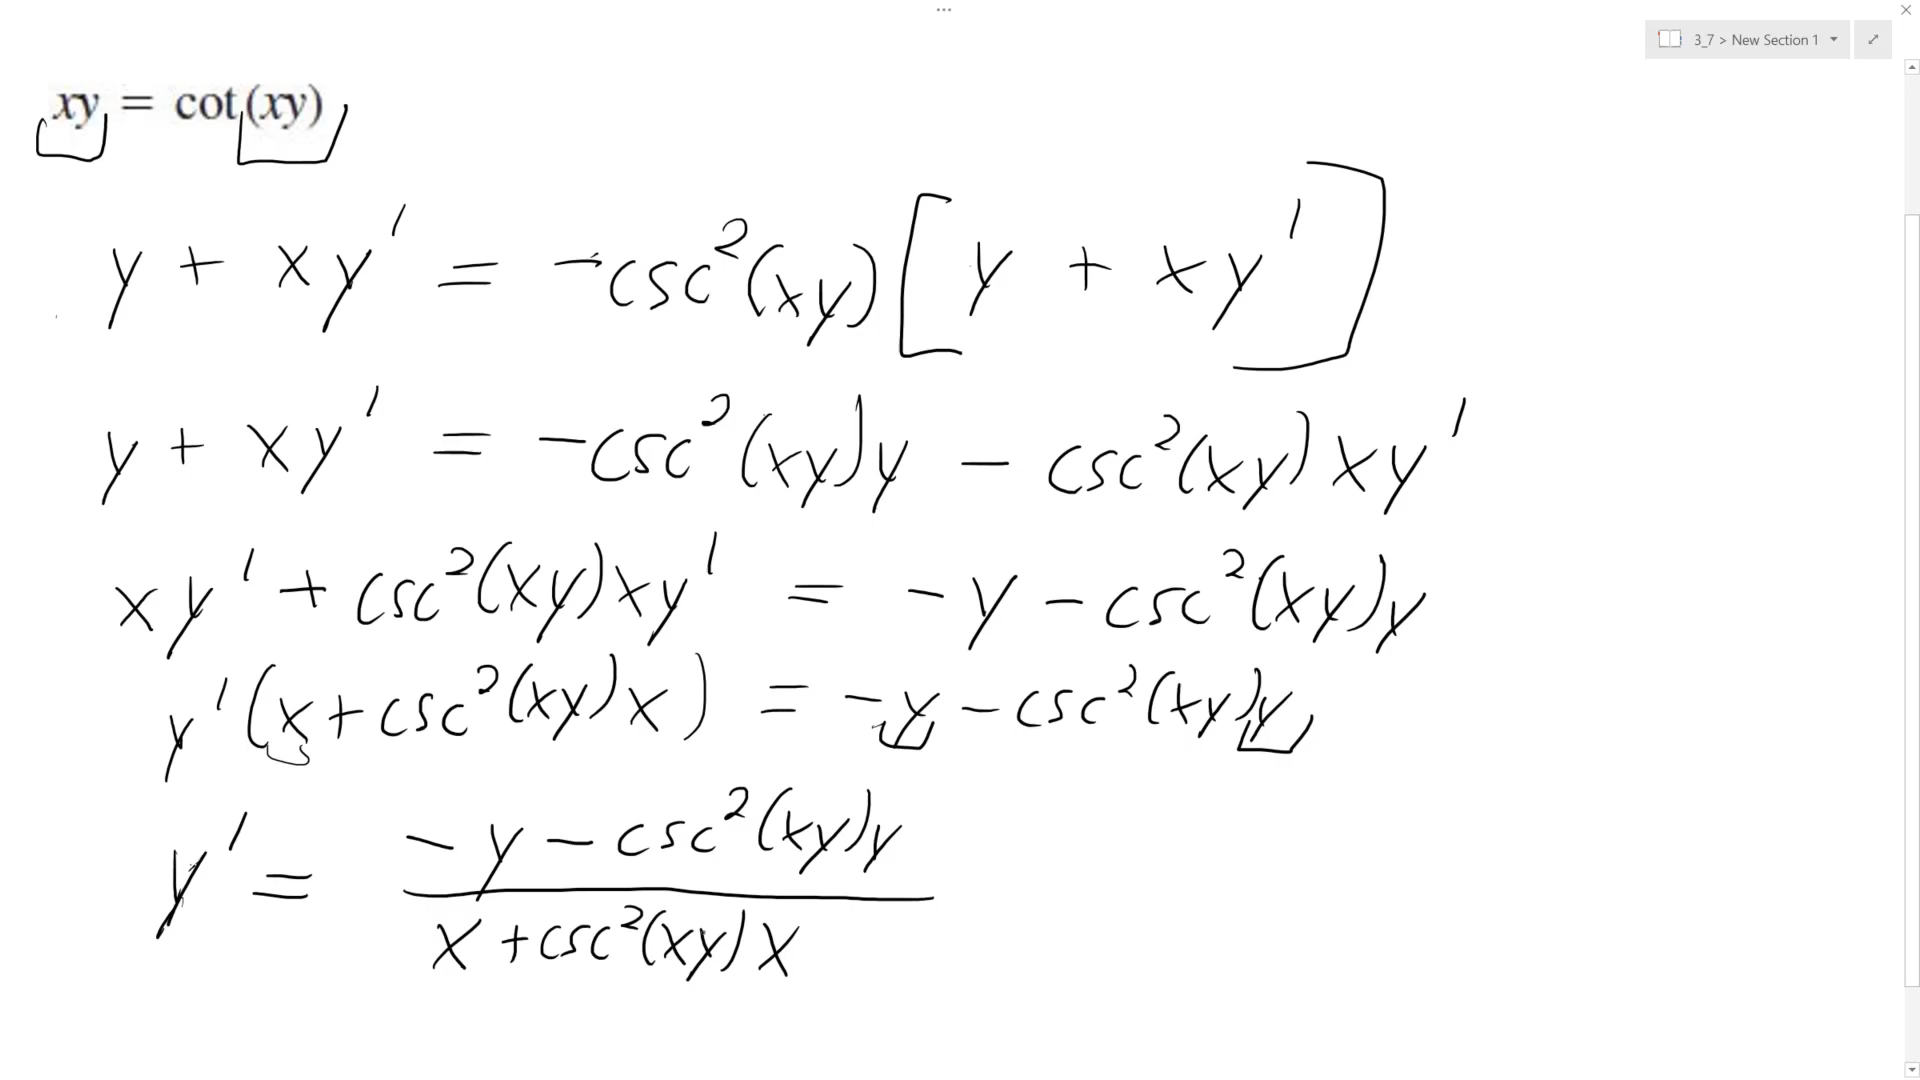 ...
3_7 > New Section 1
xy = cot(xy)
y + xy' = -csc²(xy)[y + xy']
y + xy' = -csc²(xy)y - csc²(xy)xy'
xy' + csc²(xy)xy' = -y - csc²(xy)y
y'(x+csc²(xy)x) = -y - csc²(xy)y
y' = 
-y - csc²(xy)y
x+csc²(xy)x